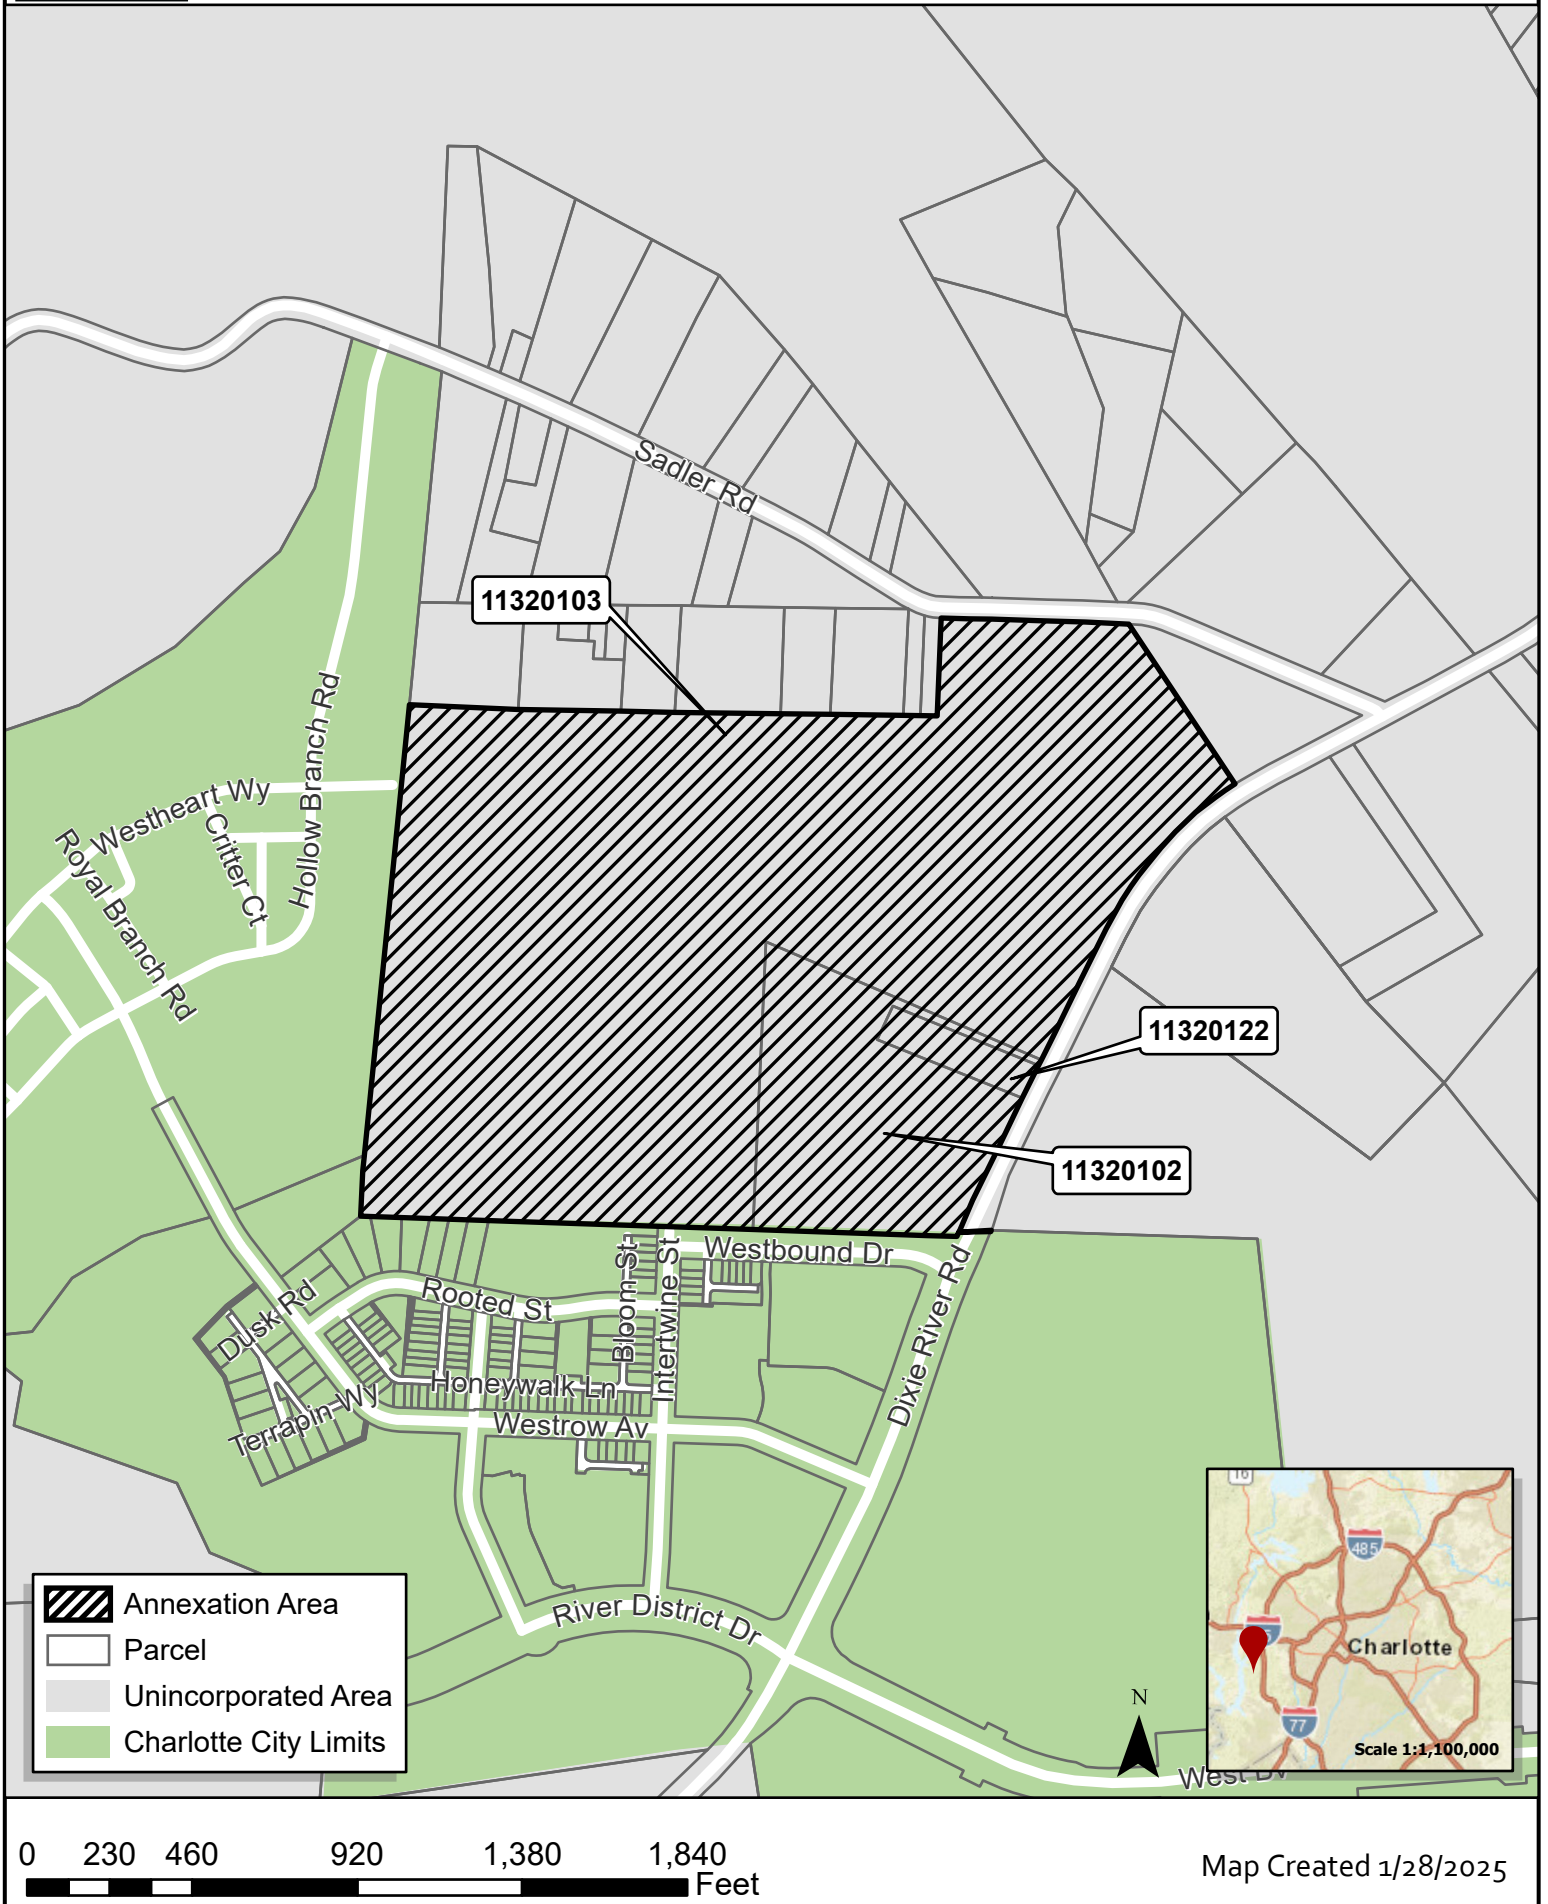 Sadler Rd
11320103
Hollow Branch Rd
Westheart Wy
Critter Ct
Royal Branch Rd
11320122
11320102
Westbound Dr
Bloom St
Intertwine St
Rooted St
Dusk Rd
Dixie River Rd
Honeywalk Ln
Terrapin Wy
Westrow Av
River District Dr
16
485
Charlotte
77
Scale 1:1,100,000
N
West Bv
Annexation Area
Parcel
Unincorporated Area
Charlotte City Limits
0 230 460 920 1,380 1,840
Feet
Map Created 1/28/2025